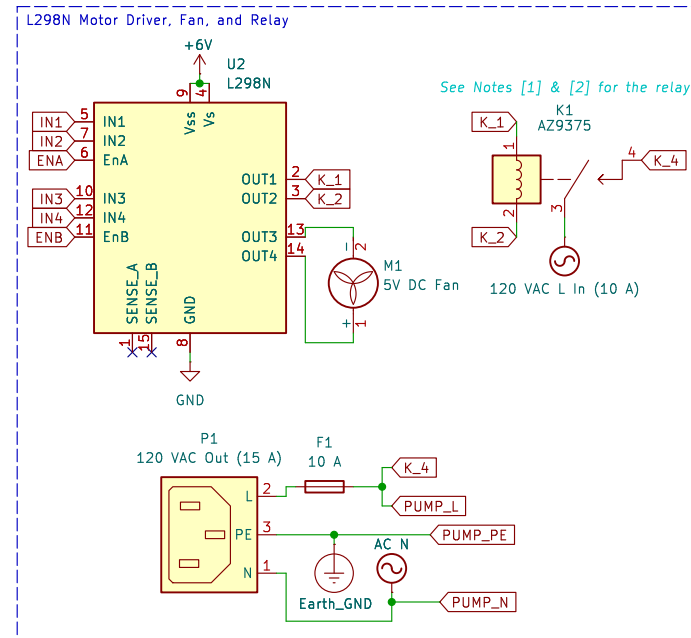 L298N Motor Driver, Fan, and Relay
+6V
U2
L298N
9
4
Vss
Vs
IN1
5
IN1
IN2
7
IN2
ENA
6
EnA
IN3
10
IN3
IN4
12
IN4
ENB
11
EnB
OUT1
2
K_1
OUT2
3
K_2
OUT3
13
OUT4
14
SENSE_A
SENSE_B
GND
1
15
8
GND
−
2
M1
5V DC Fan
+
1
See Notes [1] & [2] for the relay
K1
AZ9375
K_1
1
2
K_2
4
K_4
3
120 VAC L In (10 A)
P1
120 VAC Out (15 A)
F1
10 A
L
2
K_4
PUMP_L
PE
3
PUMP_PE
AC N
N
1
Earth_GND
PUMP_N